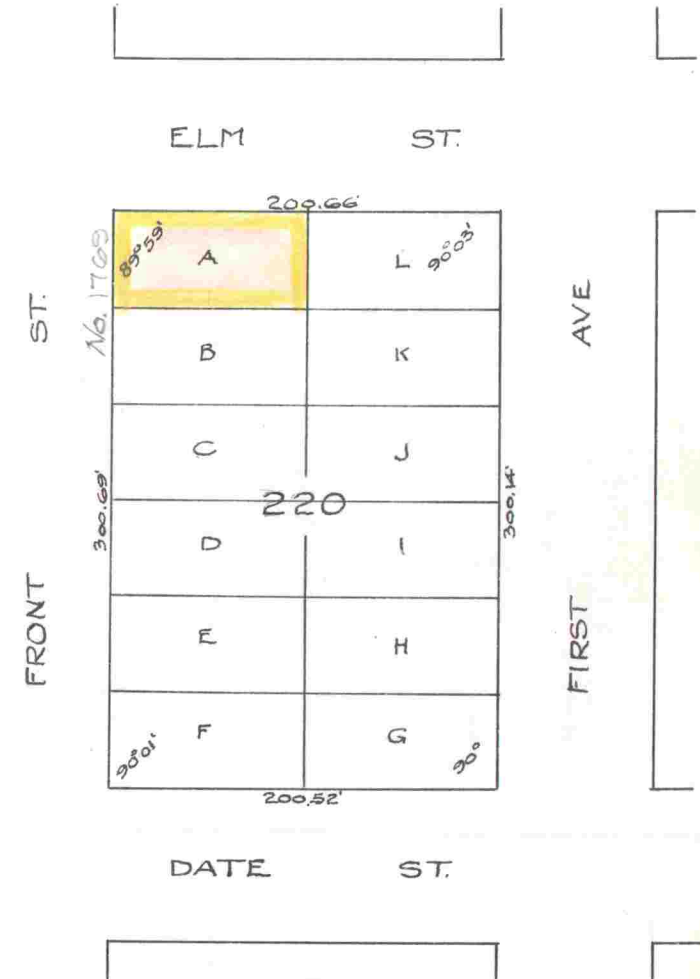 ELM ST.
200.66'
89°59'
A
L
90°03'
No. 1769
ST.
AVE
B
K
C
J
300.69'
220
300.14'
D
I
FRONT
FIRST
E
H
F
G
90°01'
90°
200.52'
DATE ST.